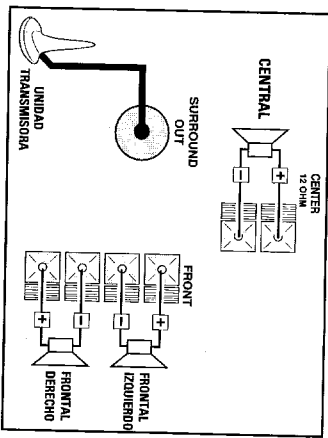 CENTER
12 OHM
+
-
CENTRAL
SURROUND
OUT
UNIDAD
TRANSMISORA
FRONT
+
-
-
+
FRONTAL
IZQUIERDO
FRONTAL
DERECHO